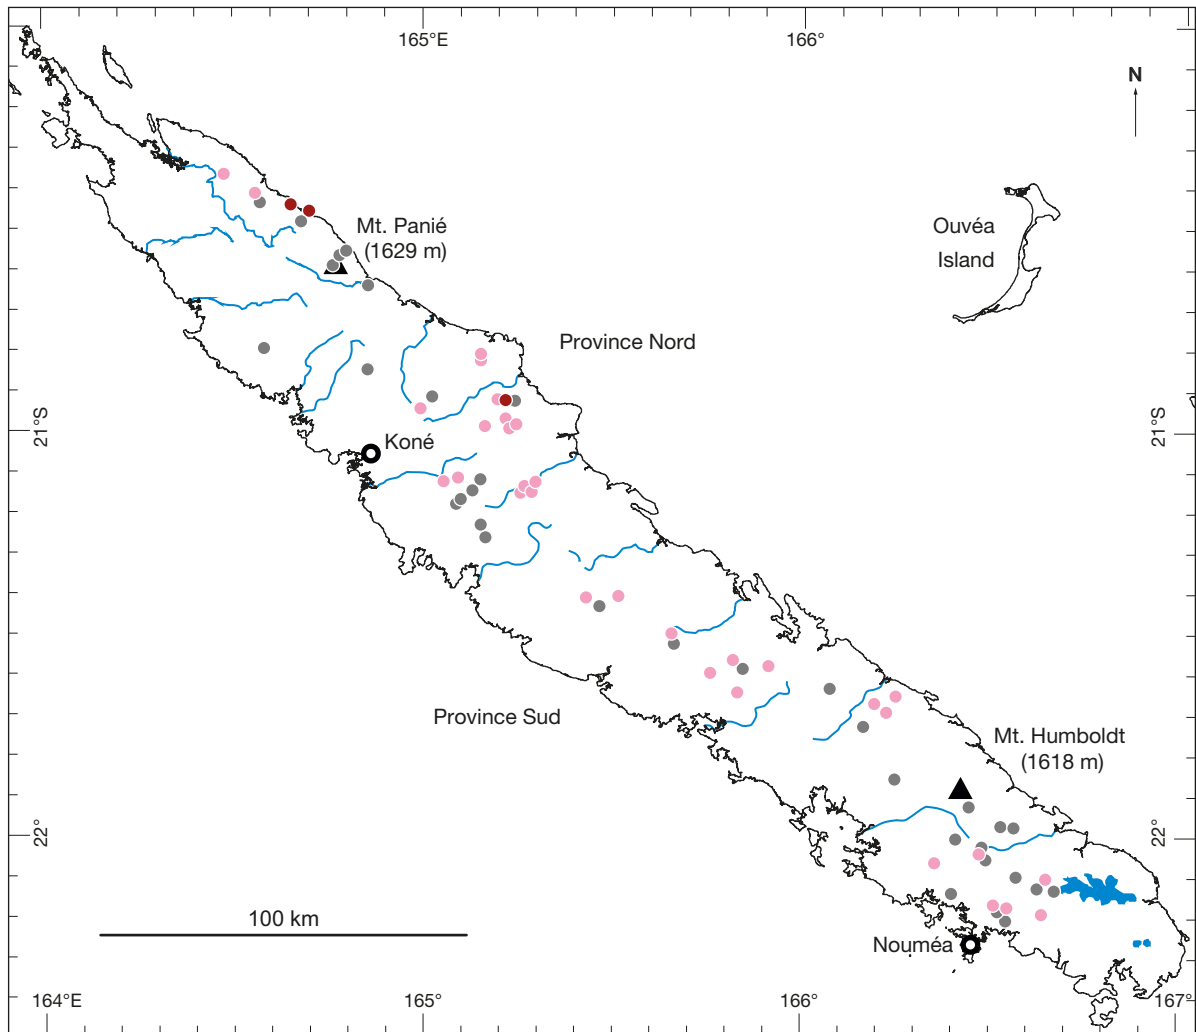 165°E
166°
N
Mt. Panié
(1629 m)
Ouvéa
Island
Province Nord
21°S
21°S
Koné
Province Sud
Mt. Humboldt
(1618 m)
22°
22°
100 km
Nouméa
164°E
165°
166°
167°